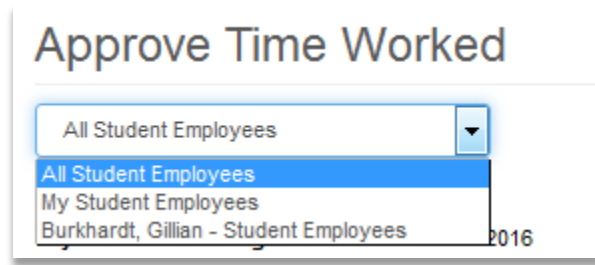 Approve Time Worked
All Student Employees
All Student Employees
My Student Employees
Burkhardt, Gillian - Student Employees
2016